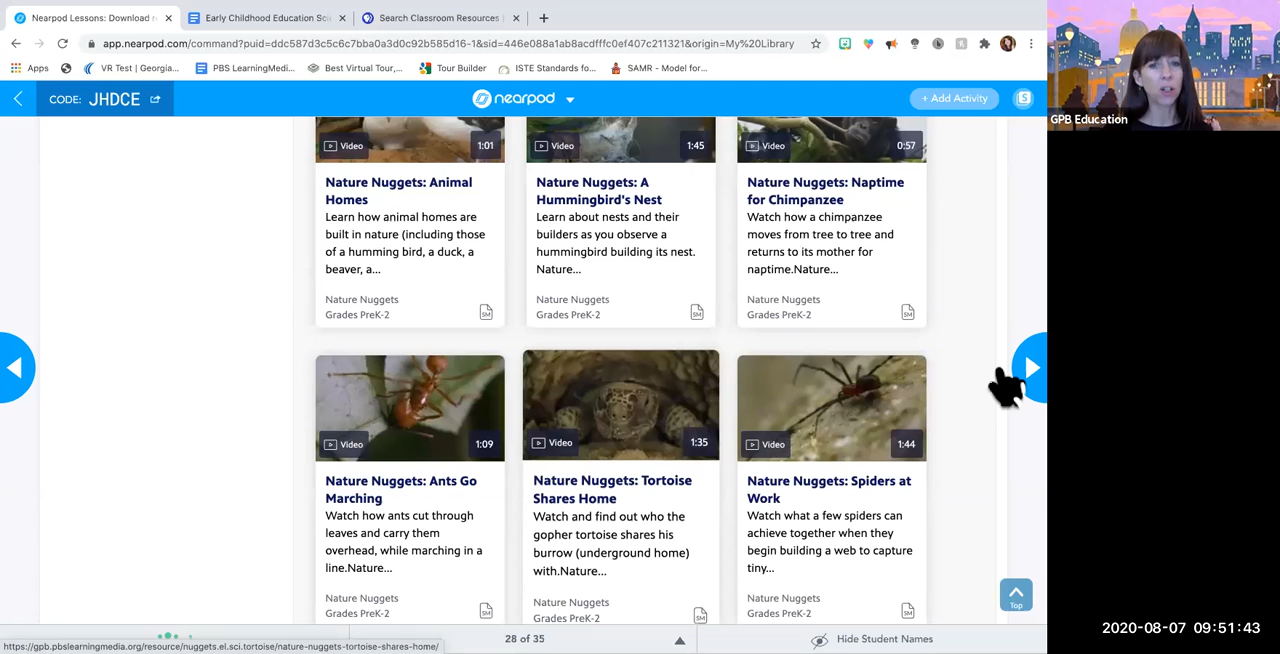 Nearpod Lessons: Download r
Early Childhood Education Sci
Search Classroom Resources
app.nearpod.com/command?puid=ddc587d3c5c6c7bba0a3d0c92b585d16-1&sid=446e088a1ab8acdfffc0ef407c211321&origin=My%20Library
Apps
VR Test | Georgia...
PBS LearningMedi...
Best Virtual Tour,...
Tour Builder
ISTE Standards fo...
SAMR - Model for...
CODE: JHDCE
nearpod
+ Add Activity
S
GPB Education
Video 1:01
Video 1:45
Video 0:57
Nature Nuggets: Animal
Homes
Learn how animal homes are
built in nature (including those
of a humming bird, a duck, a
beaver, a...
Nature Nuggets
Grades PreK-2
SM
Nature Nuggets: A
Hummingbird's Nest
Learn about nests and their
builders as you observe a
hummingbird building its nest.
Nature...
Nature Nuggets
Grades PreK-2
SM
Nature Nuggets: Naptime
for Chimpanzee
Watch how a chimpanzee
moves from tree to tree and
returns to its mother for
naptime.Nature...
Nature Nuggets
Grades PreK-2
SM
Video 1:09
Video 1:35
Video 1:44
Nature Nuggets: Ants Go
Marching
Watch how ants cut through
leaves and carry them
overhead, while marching in a
line.Nature...
Nature Nuggets
Grades PreK-2
SM
Nature Nuggets: Tortoise
Shares Home
Watch and find out who the
gopher tortoise shares his
burrow (underground home)
with.Nature...
Nature Nuggets
Grades PreK-2
SM
Nature Nuggets: Spiders at
Work
Watch what a few spiders can
achieve together when they
begin building a web to capture
tiny...
Nature Nuggets
Grades PreK-2
SM
Top
28 of 35
Hide Student Names
https://gpb.pbslearningmedia.org/resource/nuggets.el.sci.tortoise/nature-nuggets-tortoise-shares-home/
2020-08-07 09:51:43